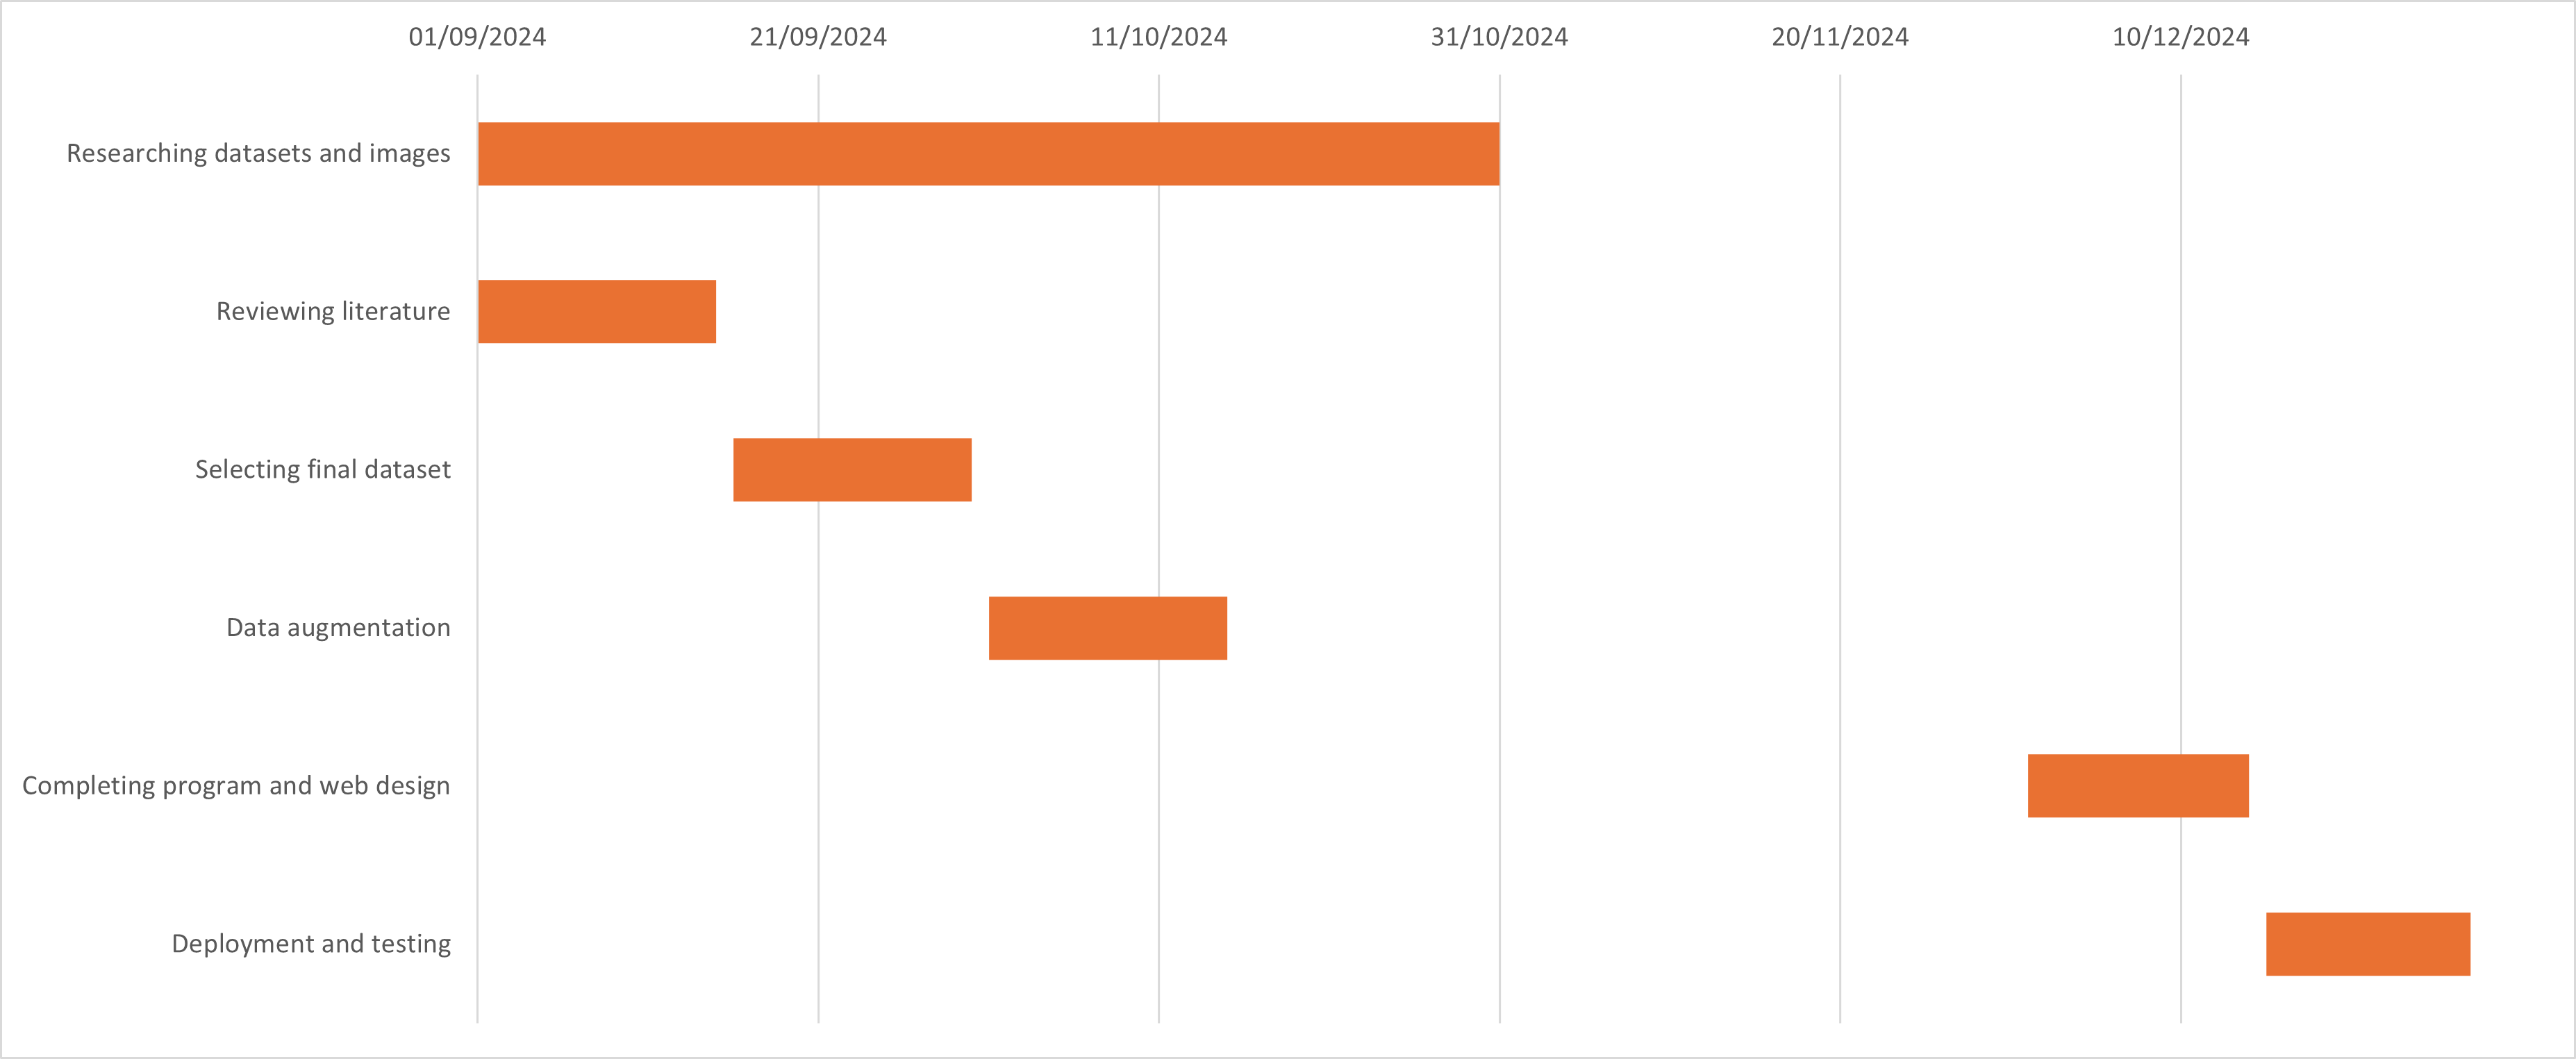 01/09/2024 21/09/2024 11/10/2024 31/10/2024 20/11/2024 10/12/2024
Researching datasets and images
Reviewing literature
Selecting final dataset
Data augmentation
Completing program and web design
Deployment and testing